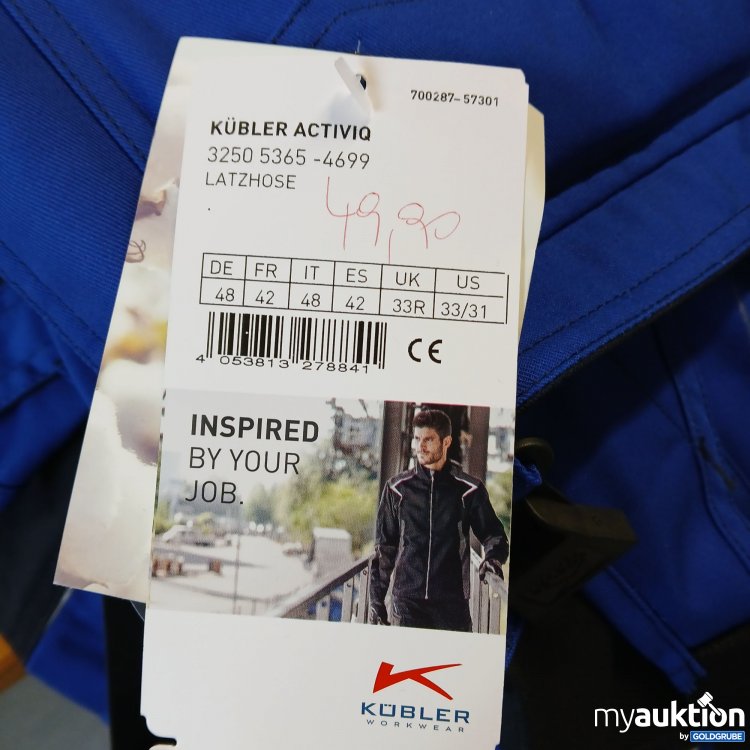 700287-57301
KÜBLER ACTIVIQ
3250 5365 -4699
LATZHOSE
49,90
DE FR IT ES UK US
48 42 48 42 33R 33/31
4 053813 278841
CE
INSPIRED
BY YOUR
JOB.
KÜBLER
WORKWEAR
myauktion
by GOLDGRUBE